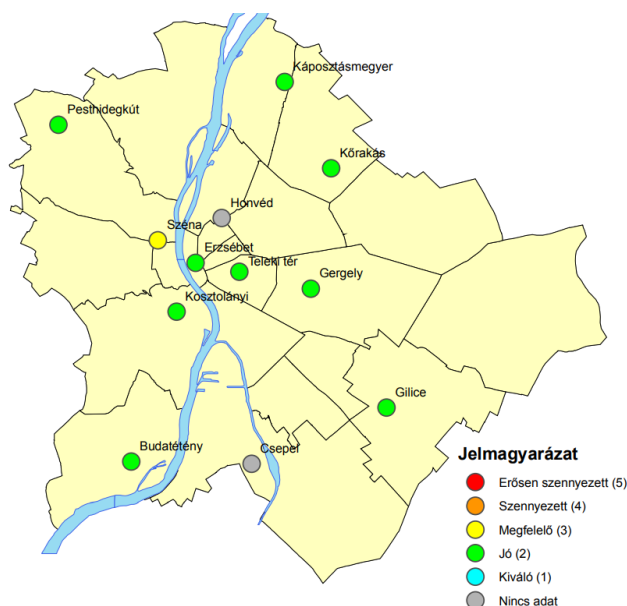 Káposztásmegyer
Pesthidegkút
Kőrakás
Honvéd
Széna
Erzsébet
Teleki tér
Gergely
Kosztolányi
Gilice
Budatétény
Csepel
Jelmagyarázat
Erősen szennyezett (5)
Szennyezett (4)
Megfelelő (3)
Jó (2)
Kiváló (1)
Nincs adat